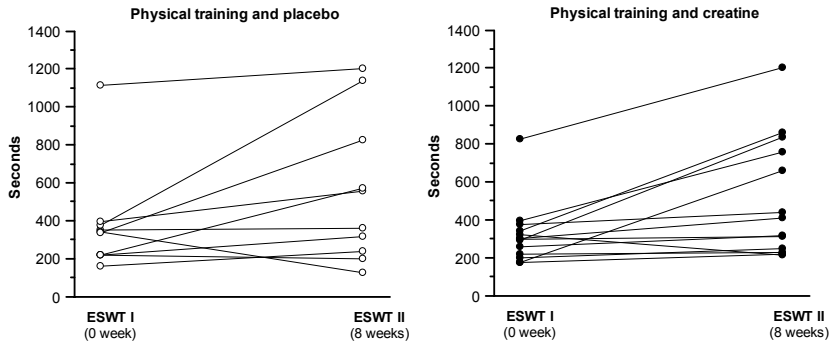 Physical training and placebo
1400
1200
1000
800
600
400
200
0
Seconds
ESWT I
(0 week)
ESWT II
(8 weeks)
Physical training and creatine
1400
1200
1000
800
600
400
200
0
Seconds
ESWT I
(0 week)
ESWT II
(8 weeks)